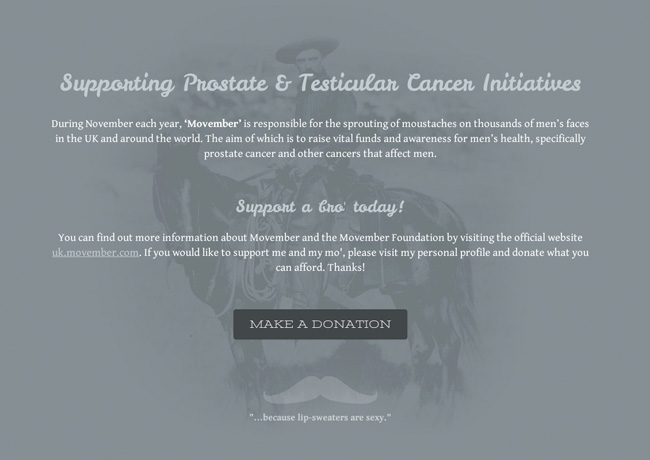 Supporting Prostate & Testicular Cancer Initiatives
During November each year, ‘Movember’ is responsible for the sprouting of moustaches on thousands of men’s faces
in the UK and around the world. The aim of which is to raise vital funds and awareness for men’s health, specifically
prostate cancer and other cancers that affect men.
Support a bro' today!
You can find out more information about Movember and the Movember Foundation by visiting the official website
uk.movember.com. If you would like to support me and my mo', please visit my personal profile and donate what you
can afford. Thanks!
MAKE A DONATION
"...because lip-sweaters are sexy."